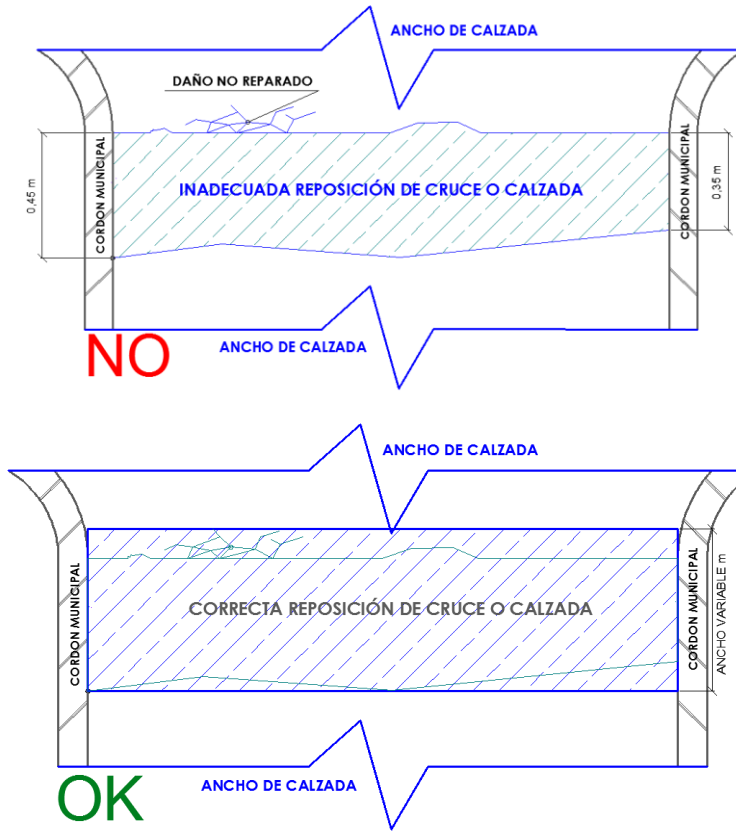 ANCHO DE CALZADA
DAÑO NO REPARADO
0,45 m
CORDON MUNICIPAL
INADECUADA REPOSICIÓN DE CRUCE O CALZADA
CORDON MUNICIPAL
0,35 m
NO
ANCHO DE CALZADA
ANCHO DE CALZADA
CORDON MUNICIPAL
CORRECTA REPOSICIÓN DE CRUCE O CALZADA
CORDON MUNICIPAL
ANCHO VARIABLE m
OK
ANCHO DE CALZADA